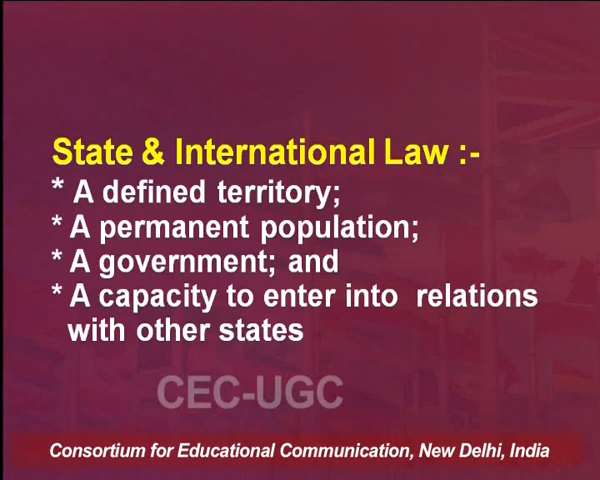 State & International Law :-
* A defined territory;
* A permanent population;
* A government; and
* A capacity to enter into relations
with other states
CEC-UGC
Consortium for Educational Communication, New Delhi, India